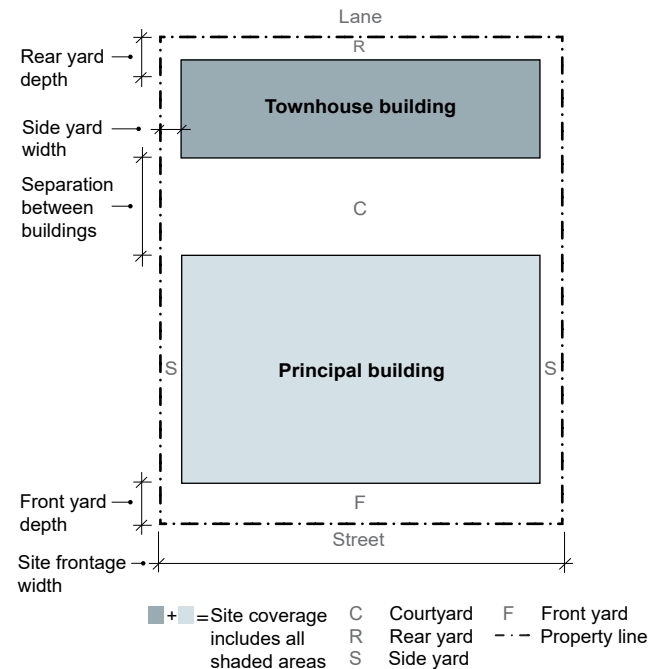 Lane
R
Rear yard
depth
Townhouse building
Side yard
width
Separation
between
buildings
C
S
Principal building
S
Front yard
depth
F
Street
Site frontage
width
+ = Site coverage
includes all
shaded areas
C Courtyard
R Rear yard
S Side yard
F Front yard
Property line